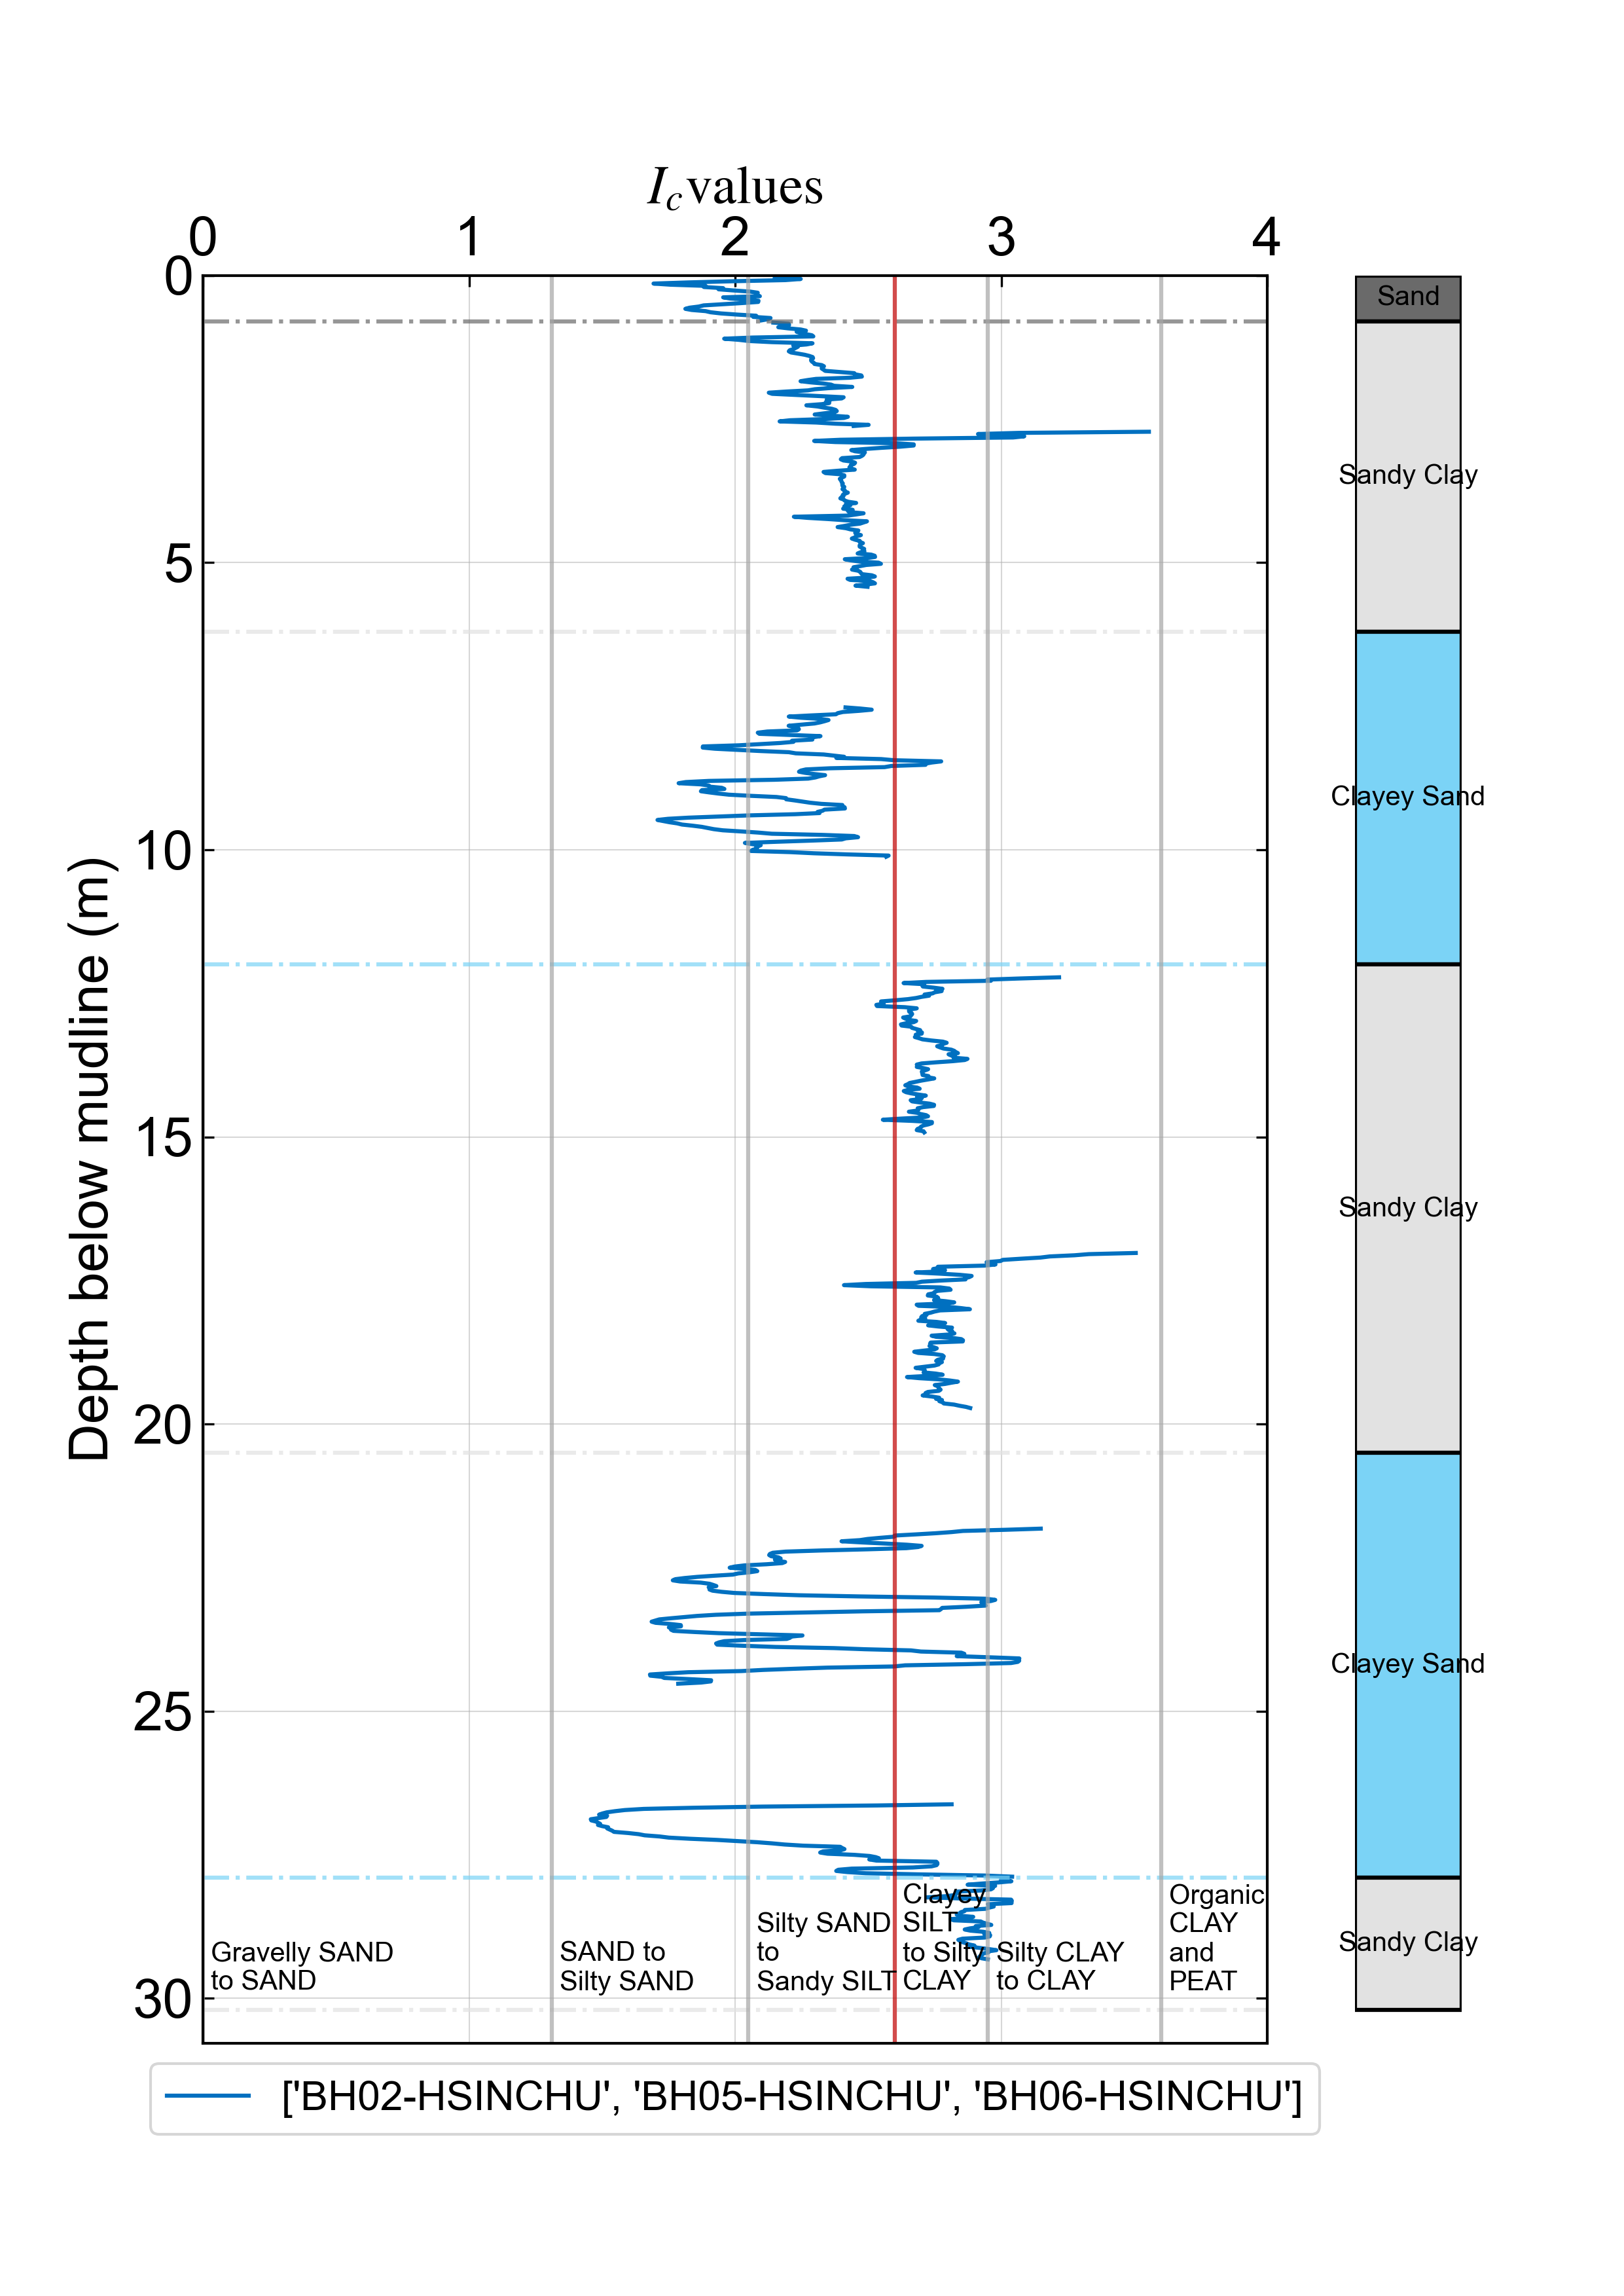 I_c values
0 1 2 3 4
0
Sand
Sandy Clay
5
Clayey Sand
10
Depth below mudline (m)
15
Sandy Clay
20
Clayey Sand
25
Gravelly SAND
to SAND
SAND to
Silty SAND
Silty SAND
to
Sandy SILT
Clayey
SILT
to Silty
CLAY
Silty CLAY
to CLAY
Organic
CLAY
and
PEAT
Sandy Clay
30
['BH02-HSINCHU', 'BH05-HSINCHU', 'BH06-HSINCHU']